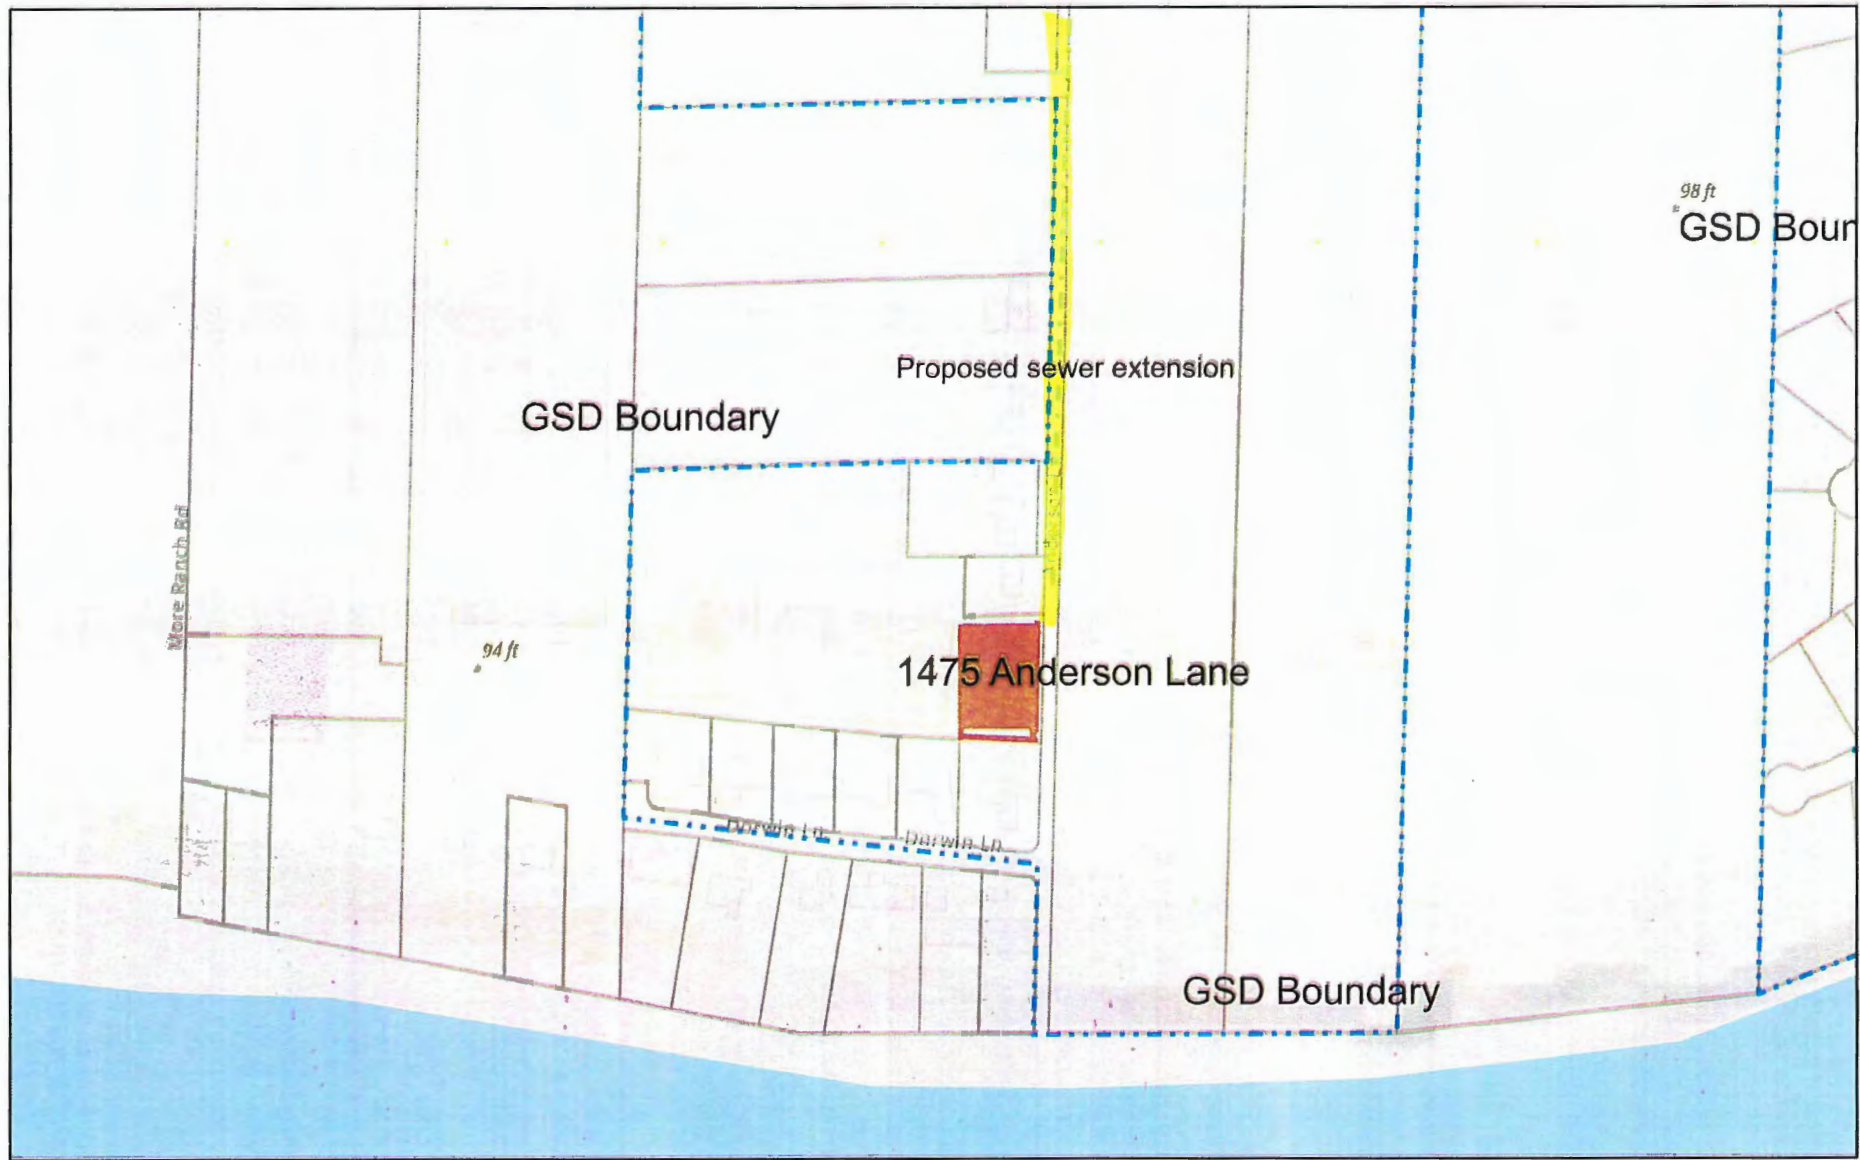 98 ft
GSD Boun
Proposed sewer extension
GSD Boundary
More Ranch Rd
94 ft
1475 Anderson Lane
Darwin Ln
Darwin Ln
GSD Boundary